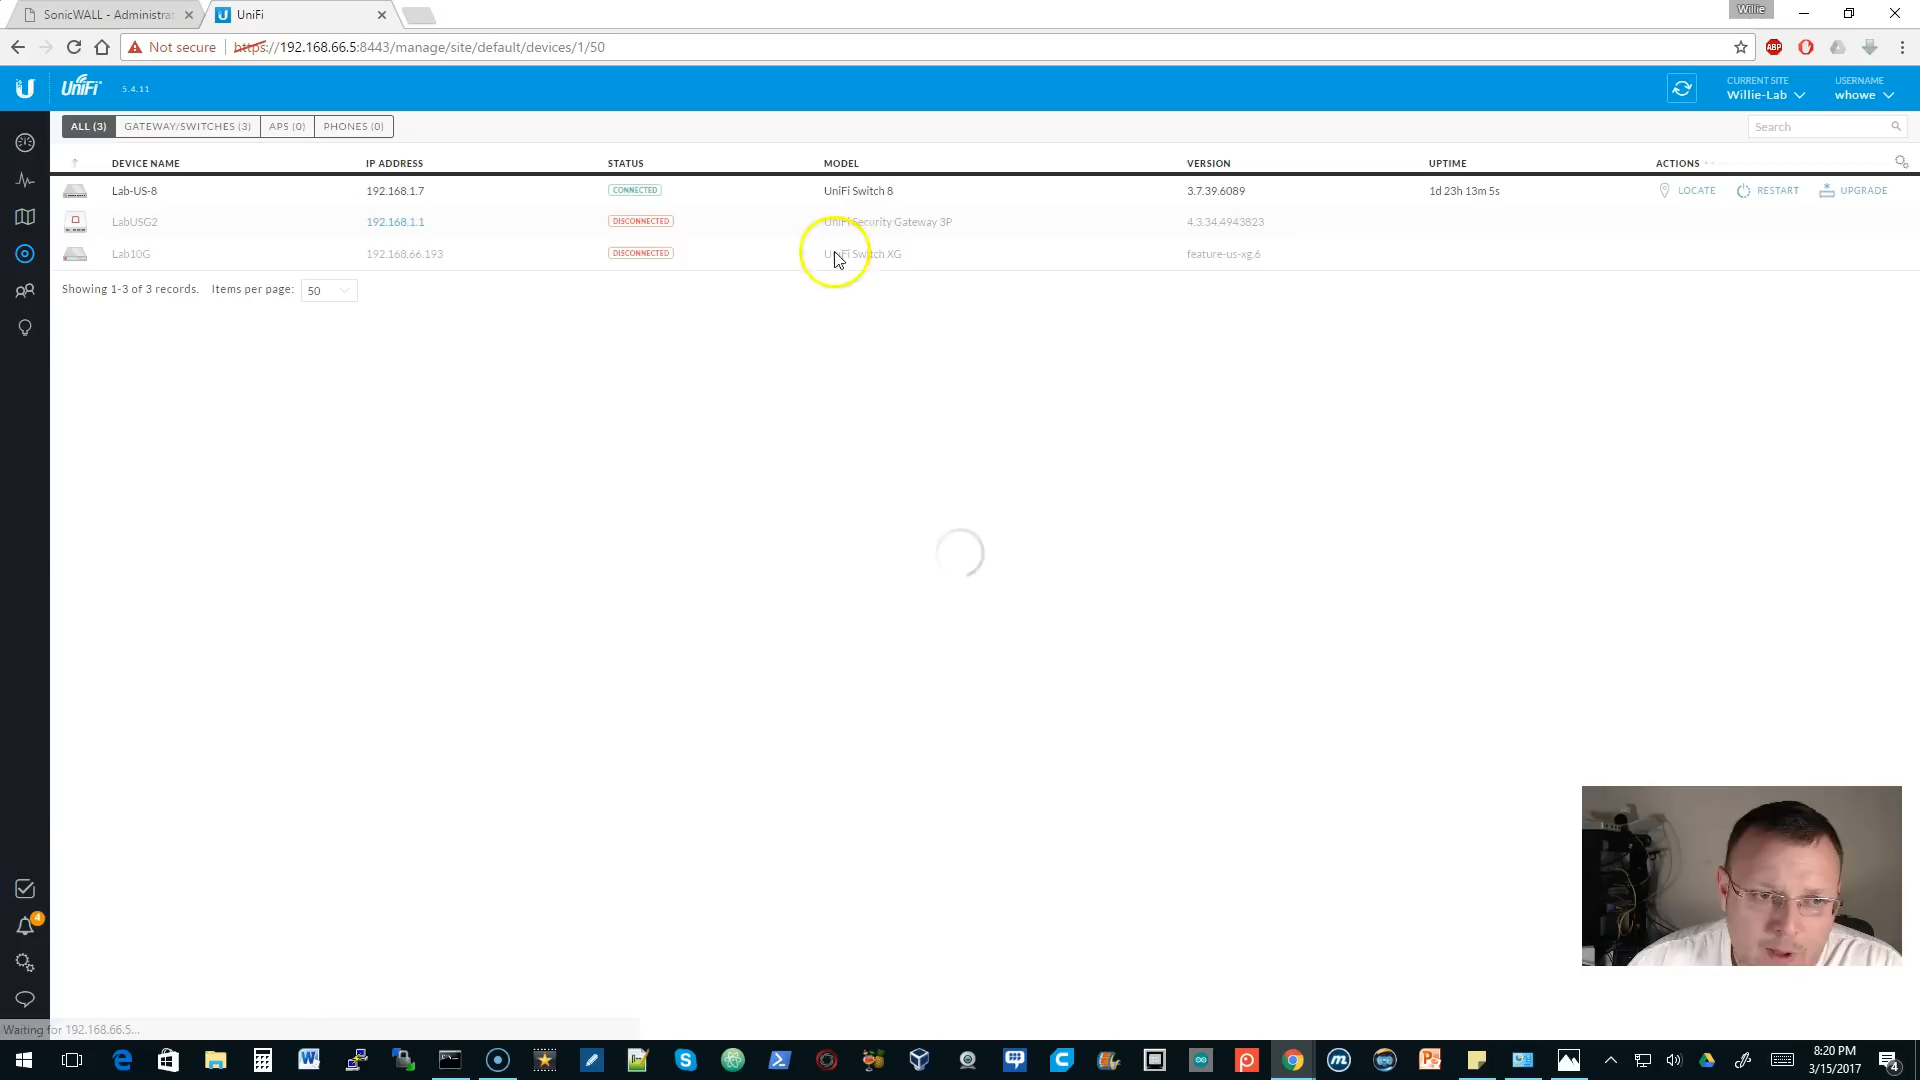 Willie
SonicWALL - Administrat
UniFi
Not secure
https://192.168.66.5:8443/manage/site/default/devices/1/50
ABP
UniFi
5.4.11
CURRENT SITE
Willie-Lab
USERNAME
whowe
ALL (3)
GATEWAY/SWITCHES (3)
APS (0)
PHONES (0)
Search
DEVICE NAME
IP ADDRESS
STATUS
MODEL
VERSION
UPTIME
ACTIONS
Lab-US-8
192.168.1.7
CONNECTED
UniFi Switch 8
3.7.39.6089
1d 23h 13m 5s
LOCATE
RESTART
UPGRADE
LabUSG2
192.168.1.1
DISCONNECTED
UniFi Security Gateway 3P
4.3.34.4943823
Lab10G
192.168.66.193
DISCONNECTED
UniFi Switch XG
feature-us-xg.6
Showing 1-3 of 3 records.
Items per page:
50
4
Waiting for 192.168.66.5...
8:20 PM
3/15/2017
4